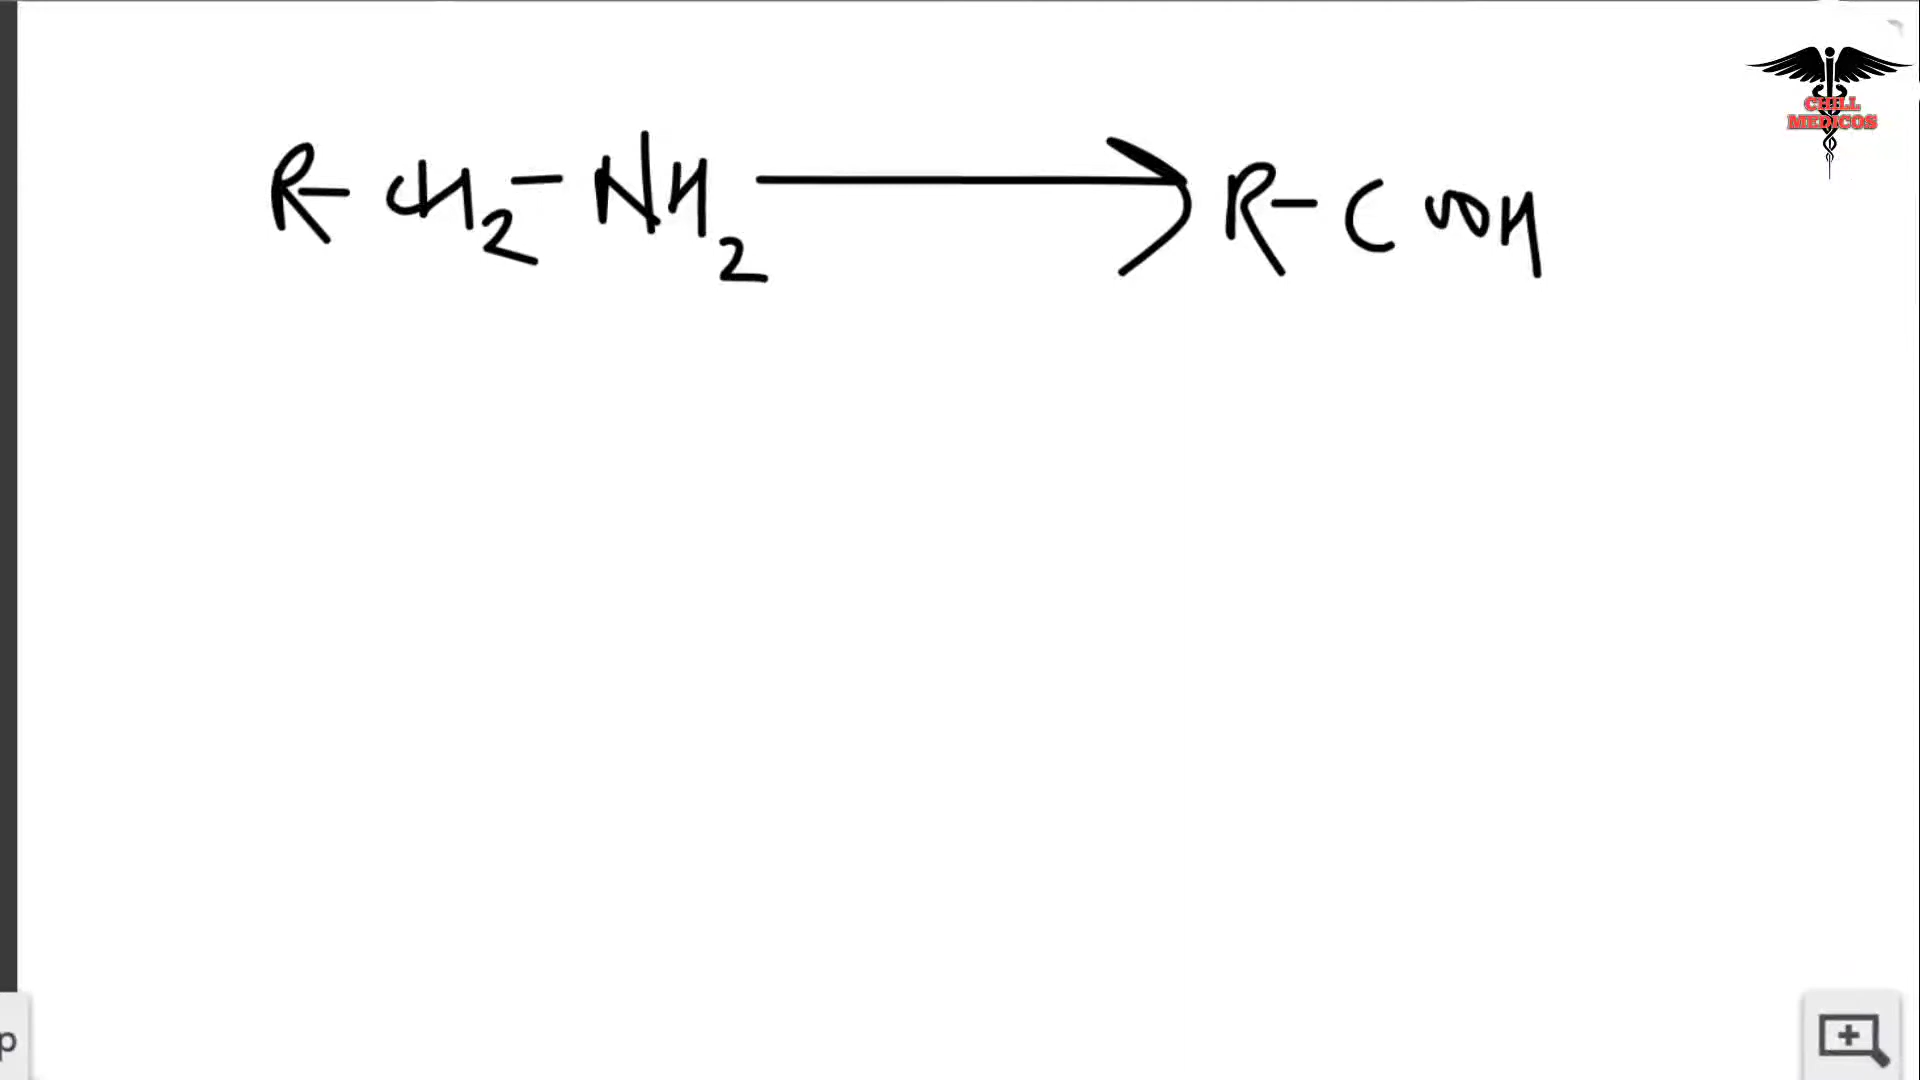 R-CH2-NH2 → R-COOH
CHILL
MEDICOS
p